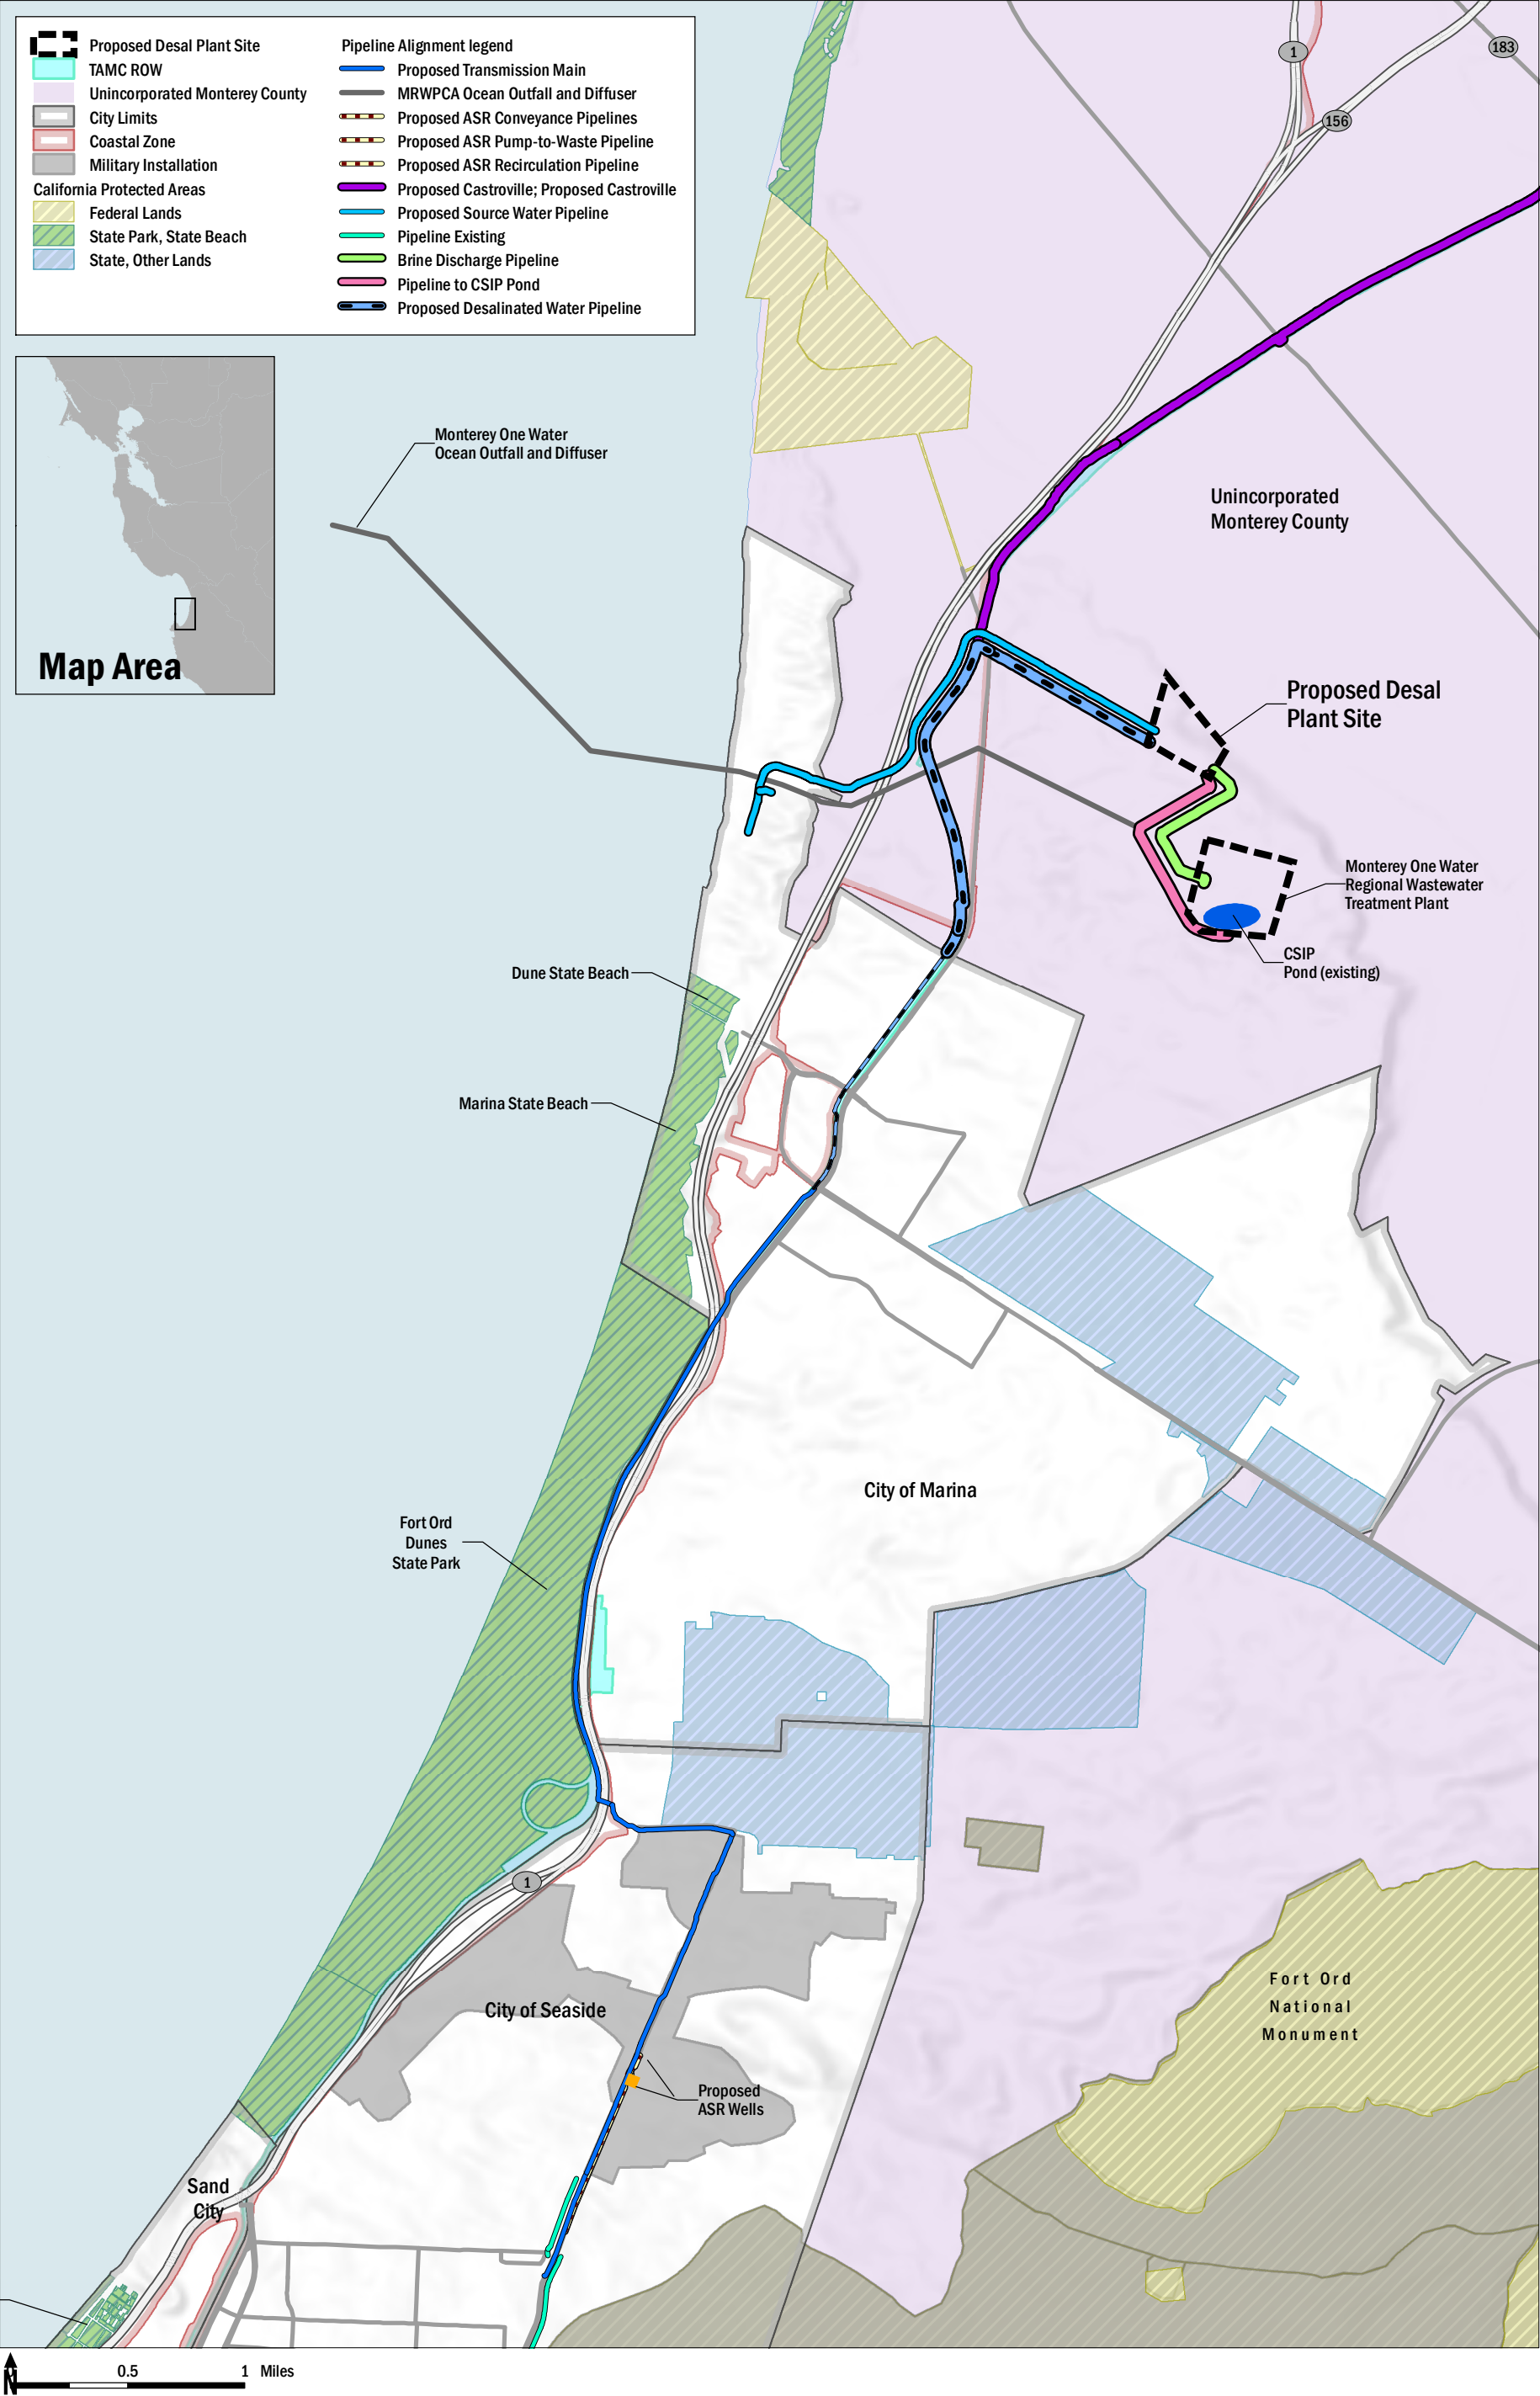 Proposed Desal Plant Site
TAMC ROW
Unincorporated Monterey County
City Limits
Coastal Zone
Military Installation
California Protected Areas
Federal Lands
State Park, State Beach
State, Other Lands
Pipeline Alignment legend
Proposed Transmission Main
MRWPCA Ocean Outfall and Diffuser
Proposed ASR Conveyance Pipelines
Proposed ASR Pump-to-Waste Pipeline
Proposed ASR Recirculation Pipeline
Proposed Castroville; Proposed Castroville
Proposed Source Water Pipeline
Pipeline Existing
Brine Discharge Pipeline
Pipeline to CSIP Pond
Proposed Desalinated Water Pipeline
1
183
156
Map Area
Monterey One Water
Ocean Outfall and Diffuser
Unincorporated
Monterey County
Proposed Desal
Plant Site
Monterey One Water
Regional Wastewater
Treatment Plant
CSIP
Pond (existing)
Dune State Beach
Marina State Beach
City of Marina
Fort Ord
Dunes
State Park
1
Fort Ord
National
Monument
City of Seaside
Proposed
ASR Wells
Sand
City
N
0
0.5
1 Miles